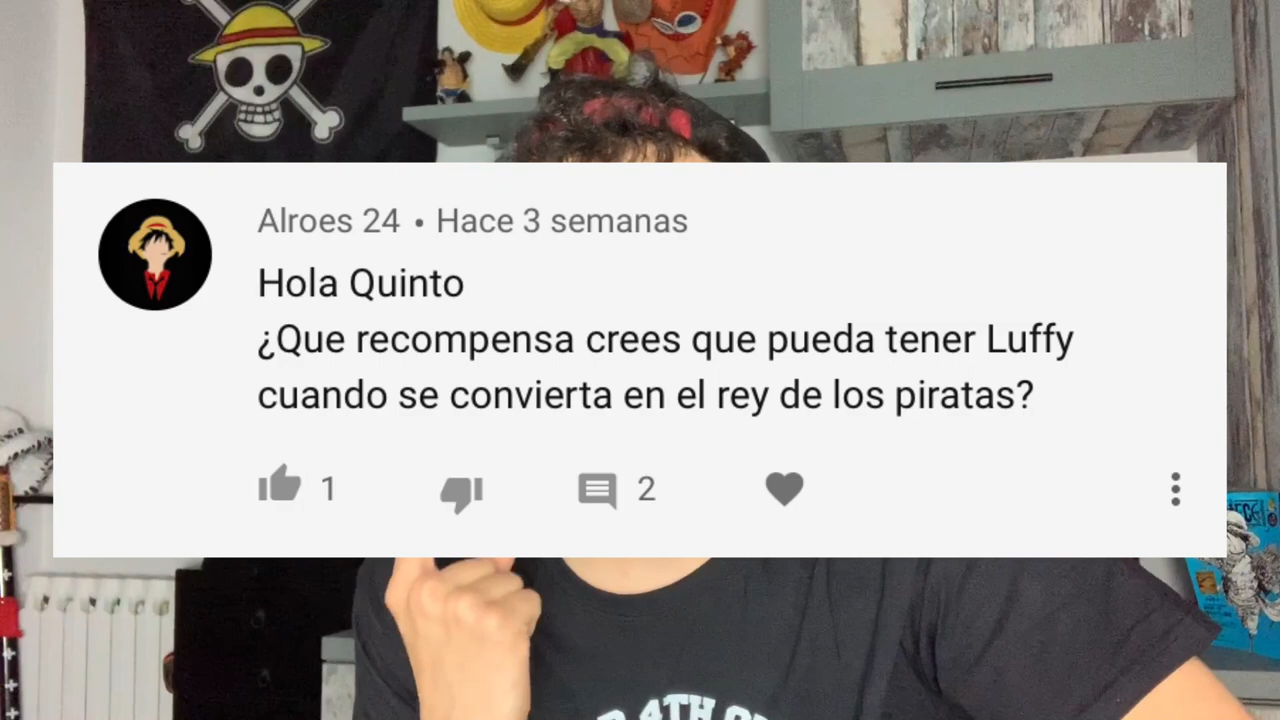 Alroes 24 • Hace 3 semanas
Hola Quinto
¿Que recompensa crees que pueda tener Luffy
cuando se convierta en el rey de los piratas?
1
2
4TH